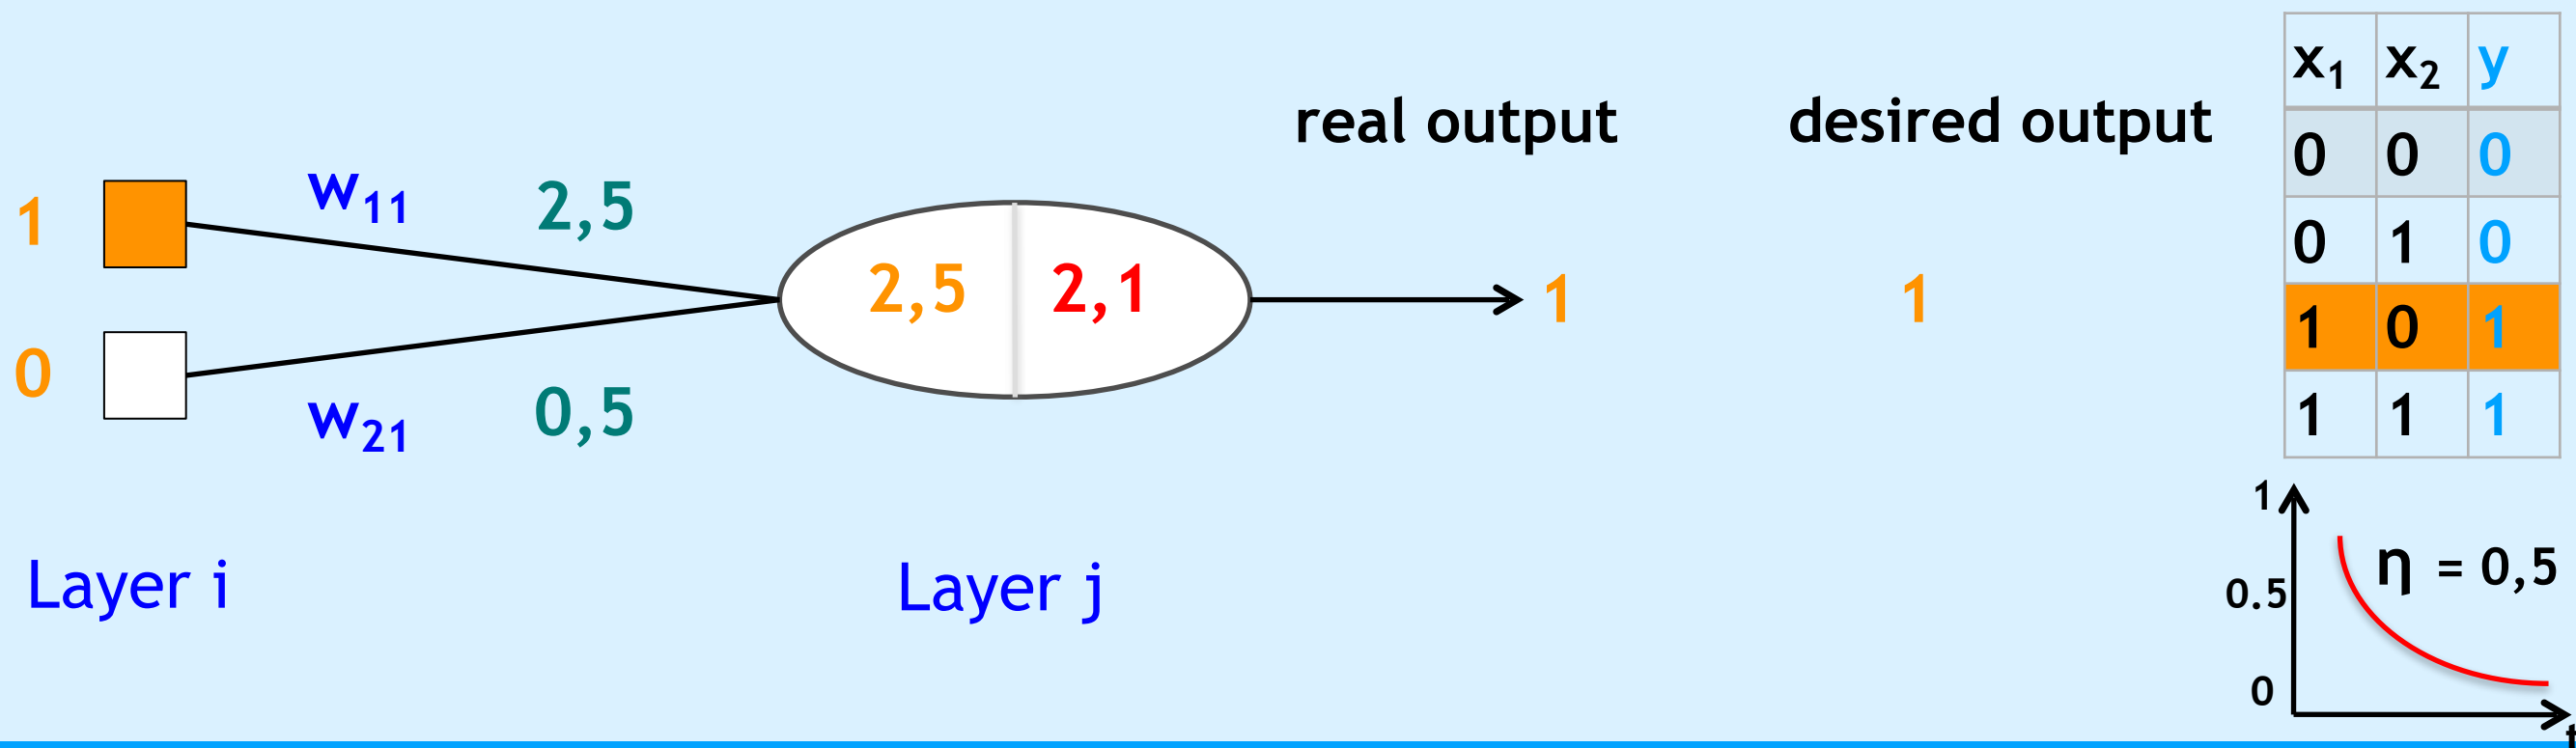 real output
desired output
1
w₁₁
2,5
0
w₂₁
0,5
2,5
2,1
1
1
Layer i
Layer j
x₁ x₂ y
0 0 0
0 1 0
1 0 1
1 1 1
1
0.5
0
η = 0,5